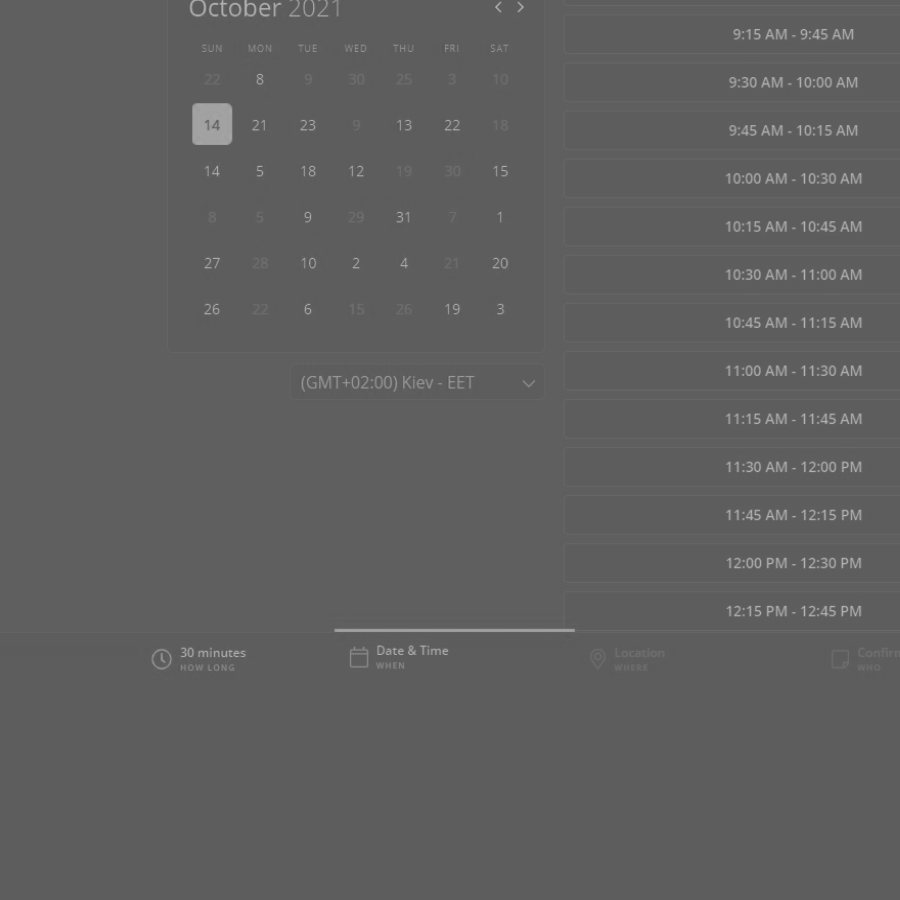 October 2021
SUN MON TUE WED THU FRI SAT
22 8 9 30 25 3 10
14 21 23 9 13 22 18
14 5 18 12 19 30 15
8 5 9 29 31 7 1
27 28 10 2 4 21 20
26 22 6 15 26 19 3
(GMT+02:00) Kiev - EET
9:15 AM - 9:45 AM
9:30 AM - 10:00 AM
9:45 AM - 10:15 AM
10:00 AM - 10:30 AM
10:15 AM - 10:45 AM
10:30 AM - 11:00 AM
10:45 AM - 11:15 AM
11:00 AM - 11:30 AM
11:15 AM - 11:45 AM
11:30 AM - 12:00 PM
11:45 AM - 12:15 PM
12:00 PM - 12:30 PM
12:15 PM - 12:45 PM
30 minutes
HOW LONG
Date & Time
WHEN
Location
WHERE
Confirm
WHO